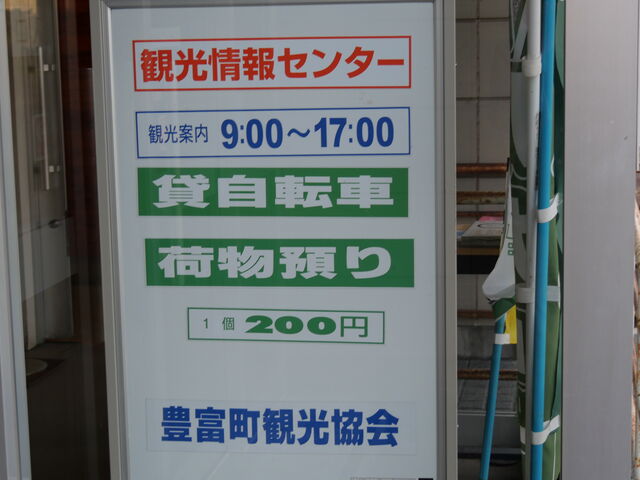 観光情報センター
観光案内 9:00～17:00
貸自転車
荷物預り
1個 200円
豊富町観光協会